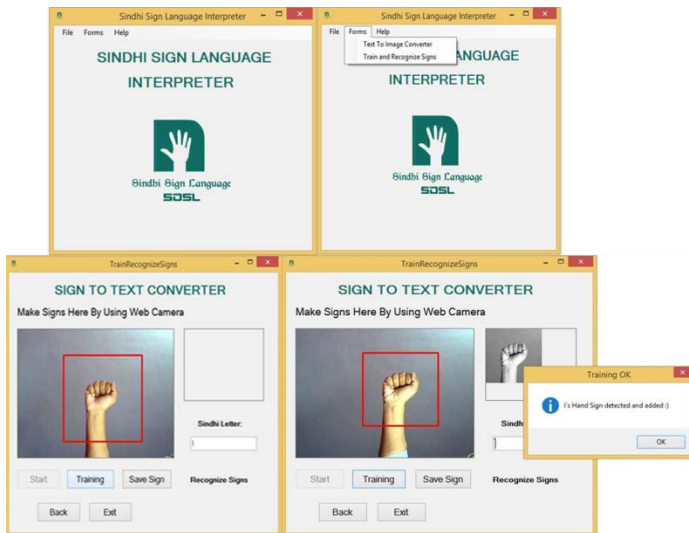 Sindhi Sign Language Interpreter
File Forms Help
SINDHI SIGN LANGUAGE
INTERPRETER
Sindhi Sign Language
SDSL
Sindhi Sign Language Interpreter
File Forms Help
Text To Image Converter
Train and Recognize Signs
ANGUAGE
INTERPRETER
Sindhi Sign Language
SDSL
TrainRecognizeSigns
SIGN TO TEXT CONVERTER
Make Signs Here By Using Web Camera
Sindhi Letter:
Start Training Save Sign Recognize Signs
Back Exit
TrainRecognizeSigns
SIGN TO TEXT CONVERTER
Make Signs Here By Using Web Camera
Sindh
Start Training Save Sign Recognize Signs
Back Exit
Training OK
Hand Sign detected and added :)
OK